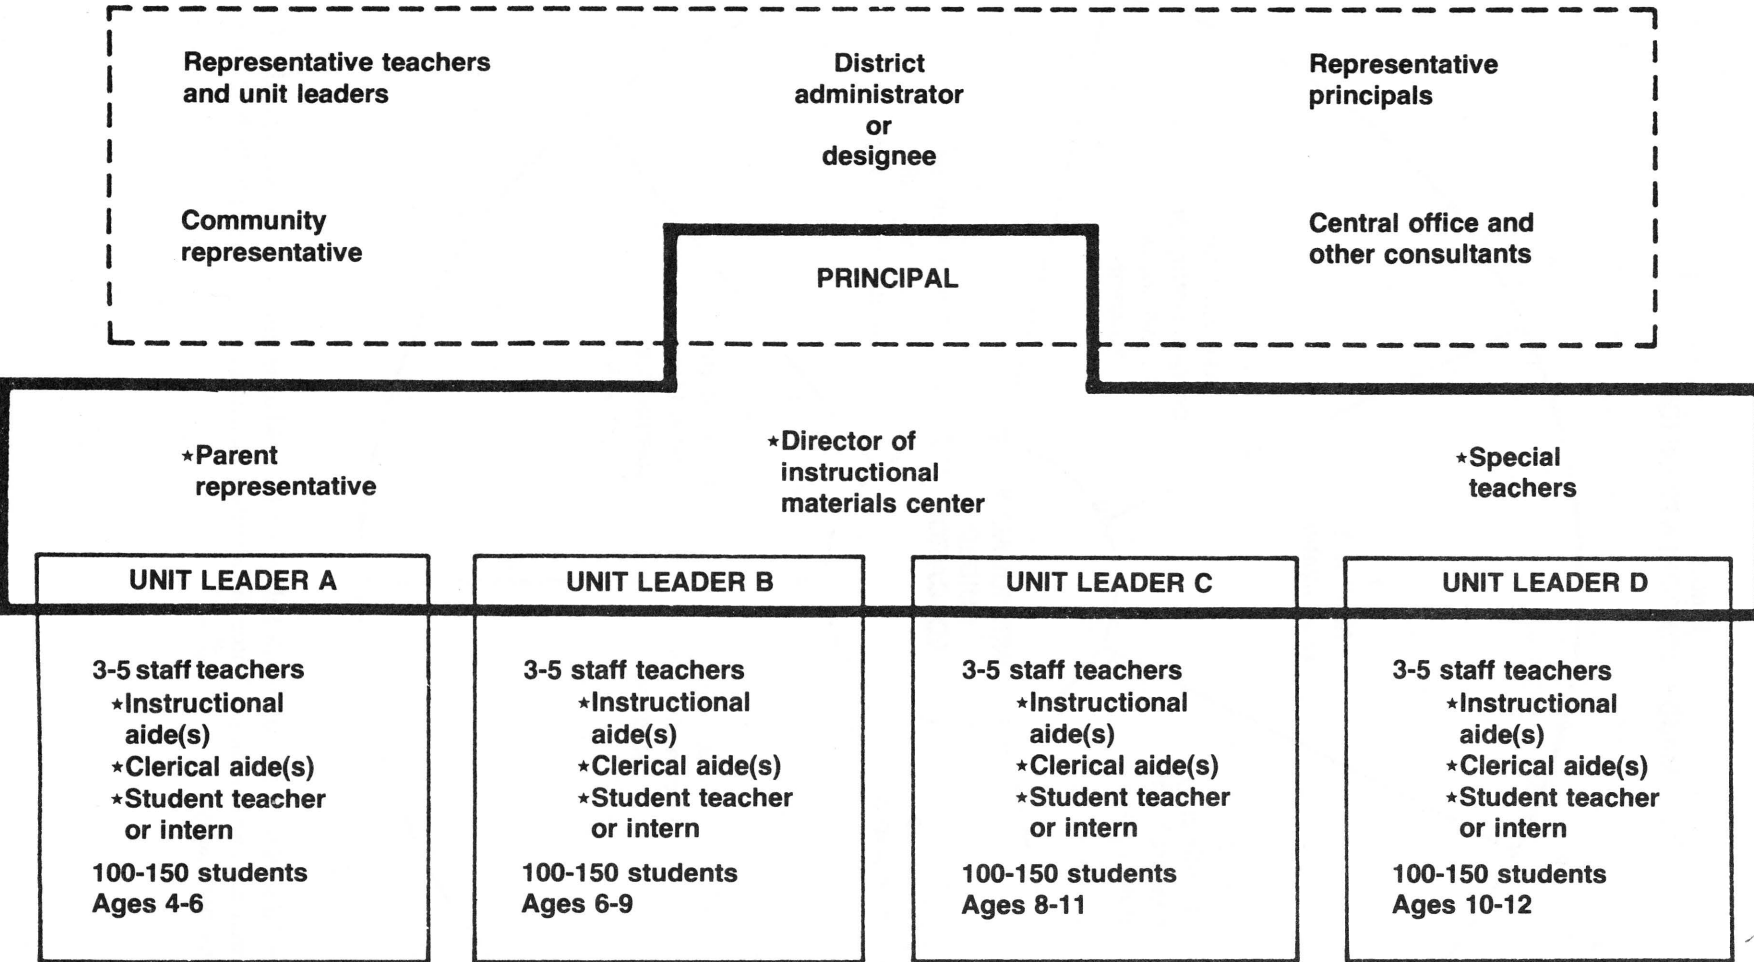 Representative teachers
and unit leaders
District
administrator
or
designee
Representative
principals
Community
representative
Central office and
other consultants
PRINCIPAL
★Parent
representative
★Director of
instructional
materials center
★Special
teachers
UNIT LEADER A
UNIT LEADER B
UNIT LEADER C
UNIT LEADER D
3-5 staff teachers
★Instructional
aide(s)
★Clerical aide(s)
★Student teacher
or intern
100-150 students
Ages 4-6
3-5 staff teachers
★Instructional
aide(s)
★Clerical aide(s)
★Student teacher
or intern
100-150 students
Ages 6-9
3-5 staff teachers
★Instructional
aide(s)
★Clerical aide(s)
★Student teacher
or intern
100-150 students
Ages 8-11
3-5 staff teachers
★Instructional
aide(s)
★Clerical aide(s)
★Student teacher
or intern
100-150 students
Ages 10-12